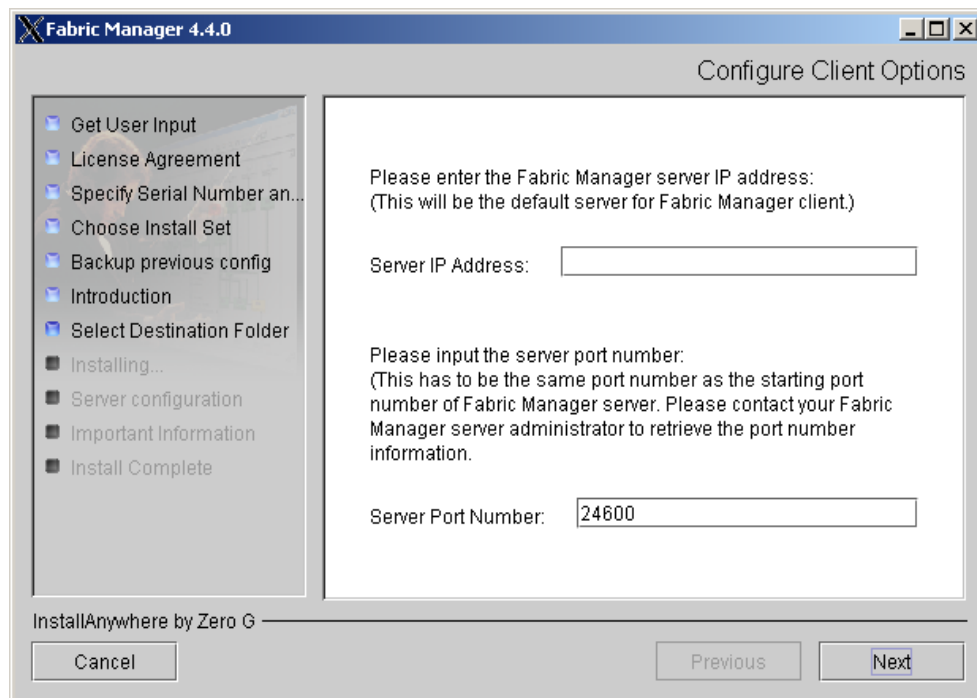 Fabric Manager 4.4.0
Configure Client Options
Get User Input
License Agreement
Specify Serial Number an...
Choose Install Set
Backup previous config
Introduction
Select Destination Folder
Installing...
Server configuration
Important Information
Install Complete
Please enter the Fabric Manager server IP address:
(This will be the default server for Fabric Manager client.)
Server IP Address:
Please input the server port number:
(This has to be the same port number as the starting port
number of Fabric Manager server. Please contact your Fabric
Manager server administrator to retrieve the port number
information.
Server Port Number: 24600
InstallAnywhere by Zero G
Cancel
Previous
Next